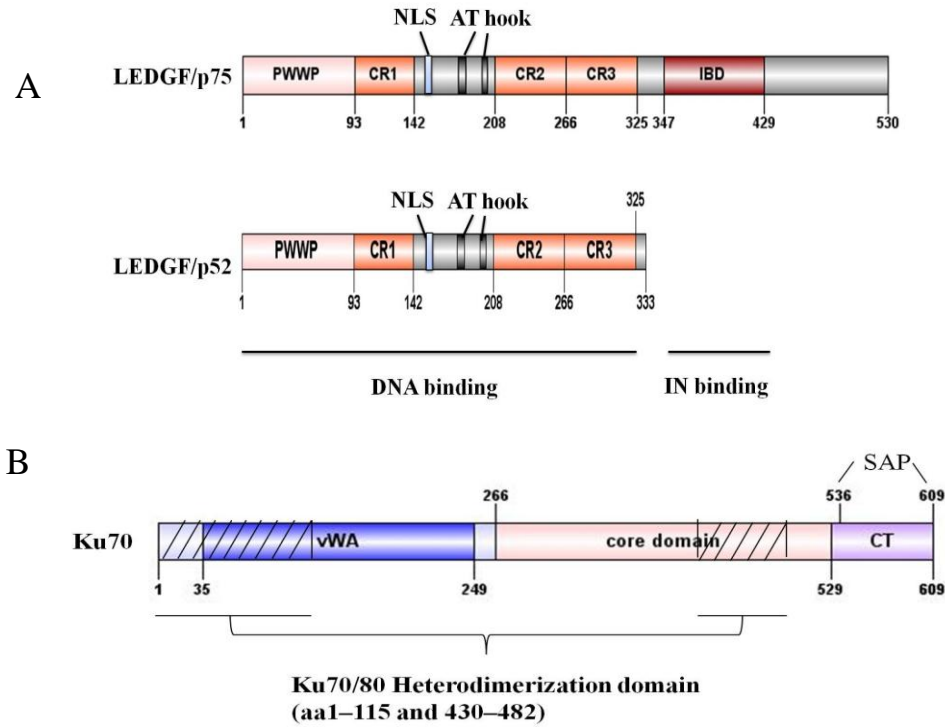 A
NLS AT hook
LEDGF/p75
PWWP CR1 CR2 CR3 IBD
1 93 142 208 266 325 347 429 530
NLS AT hook
325
LEDGF/p52
PWWP CR1 CR2 CR3
1 93 142 208 266 333
DNA binding IN binding
B
SAP
266 536 609
Ku70
vWA core domain CT
1 35 249 529 609
Ku70/80 Heterodimerization domain
(aa1–115 and 430–482)